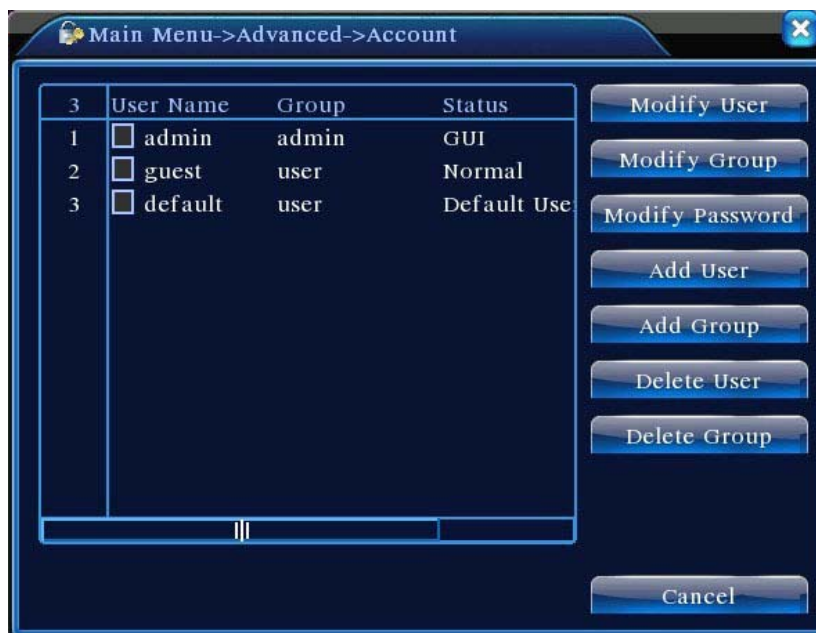 Main Menu->Advanced->Account
3 User Name Group Status
1 admin admin GUI
2 guest user Normal
3 default user Default Use
Modify User
Modify Group
Modify Password
Add User
Add Group
Delete User
Delete Group
Cancel